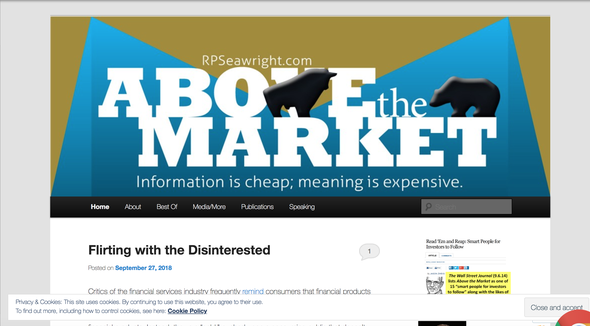 RPSeawright.com
ABOVE the
MARKET
Information is cheap; meaning is expensive.
Home About Best Of Media/More Publications Speaking
Flirting with the Disinterested
1
Posted on September 27, 2018
Critics of the financial services industry frequently remind consumers that financial products
Read 'Em and Reap: Smart People for
Investors to Follow
The Wall Street Journal (9.6.14)
lists Above the Market as one of
15 "smart people for investors
to follow" along with the likes of
Privacy & Cookies: This site uses cookies. By continuing to use this website, you agree to their use.
To find out more, including how to control cookies, see here: Cookie Policy
Close and accept